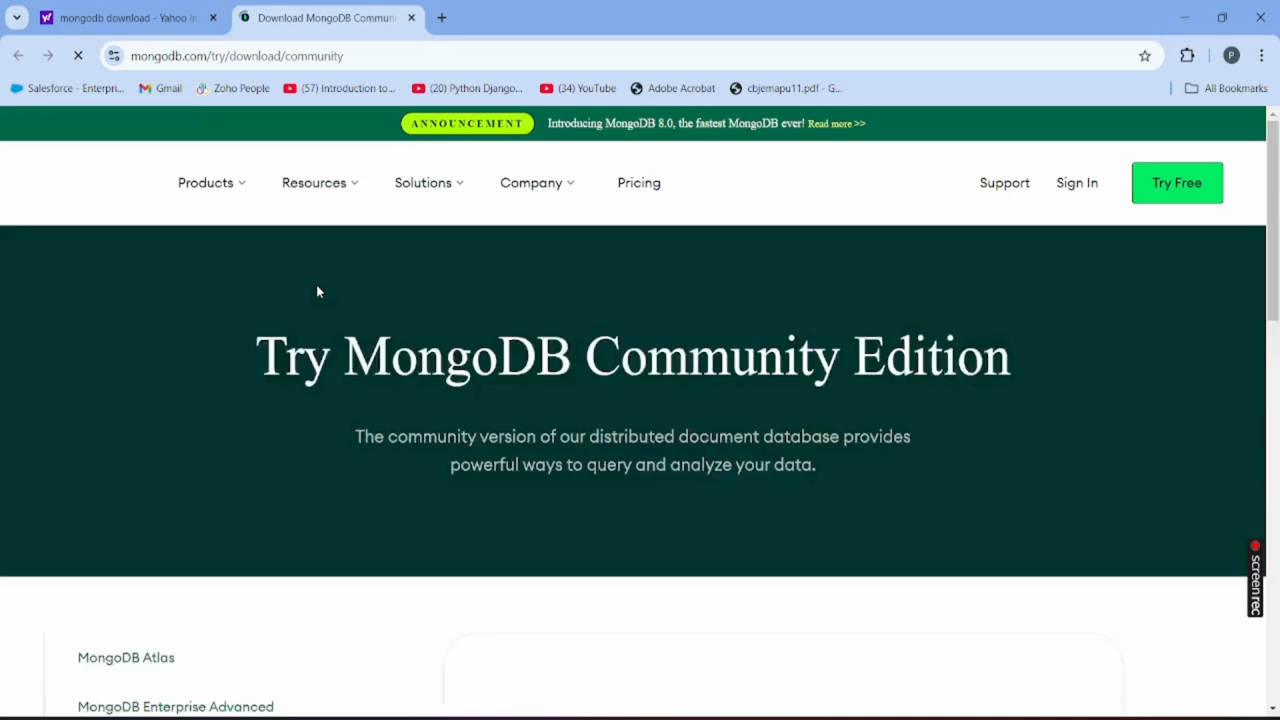 mongodb download - Yahoo In
Download MongoDB Communi
mongodb.com/try/download/community
P
Salesforce - Enterpri...
Gmail
Zoho People
(57) Introduction to...
(20) Python Django...
(34) YouTube
Adobe Acrobat
cbjemapu11.pdf - G...
All Bookmarks
ANNOUNCEMENT
Introducing MongoDB 8.0, the fastest MongoDB ever! Read more >>
Products
Resources
Solutions
Company
Pricing
Support
Sign In
Try Free
Try MongoDB Community Edition
The community version of our distributed document database provides
powerful ways to query and analyze your data.
screenrec
MongoDB Atlas
MongoDB Enterprise Advanced